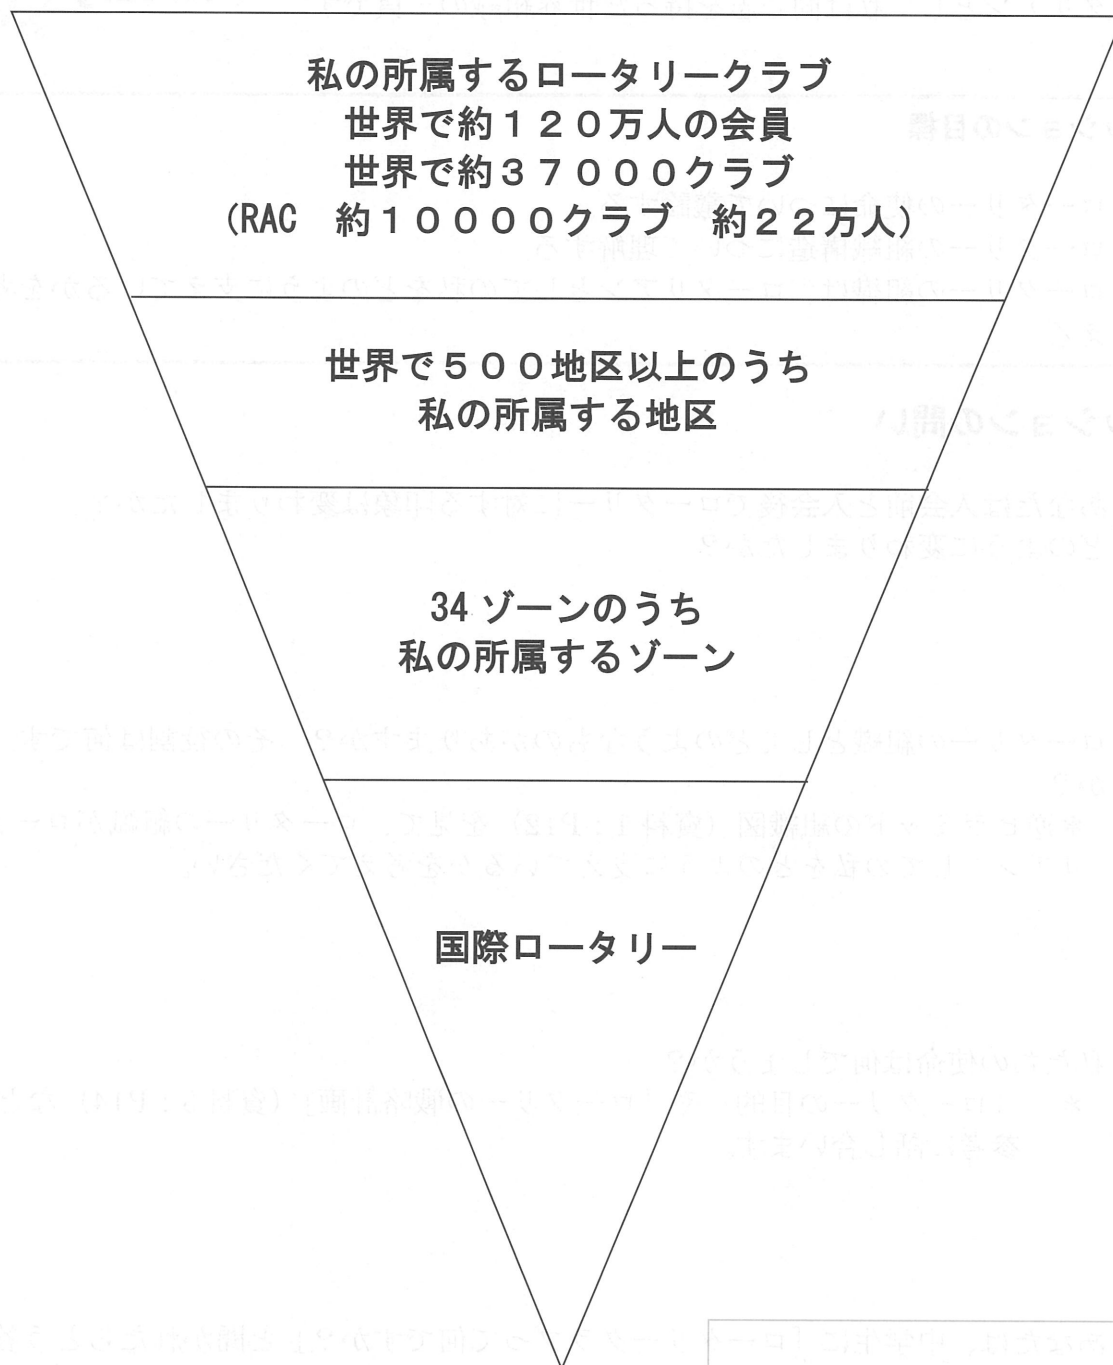 私の所属するロータリークラブ
世界で約１２０万人の会員
世界で約３７０００クラブ
(RAC　約１００００クラブ　約２２万人)
世界で５００地区以上のうち
私の所属する地区
34 ゾーンのうち
私の所属するゾーン
国際ロータリー